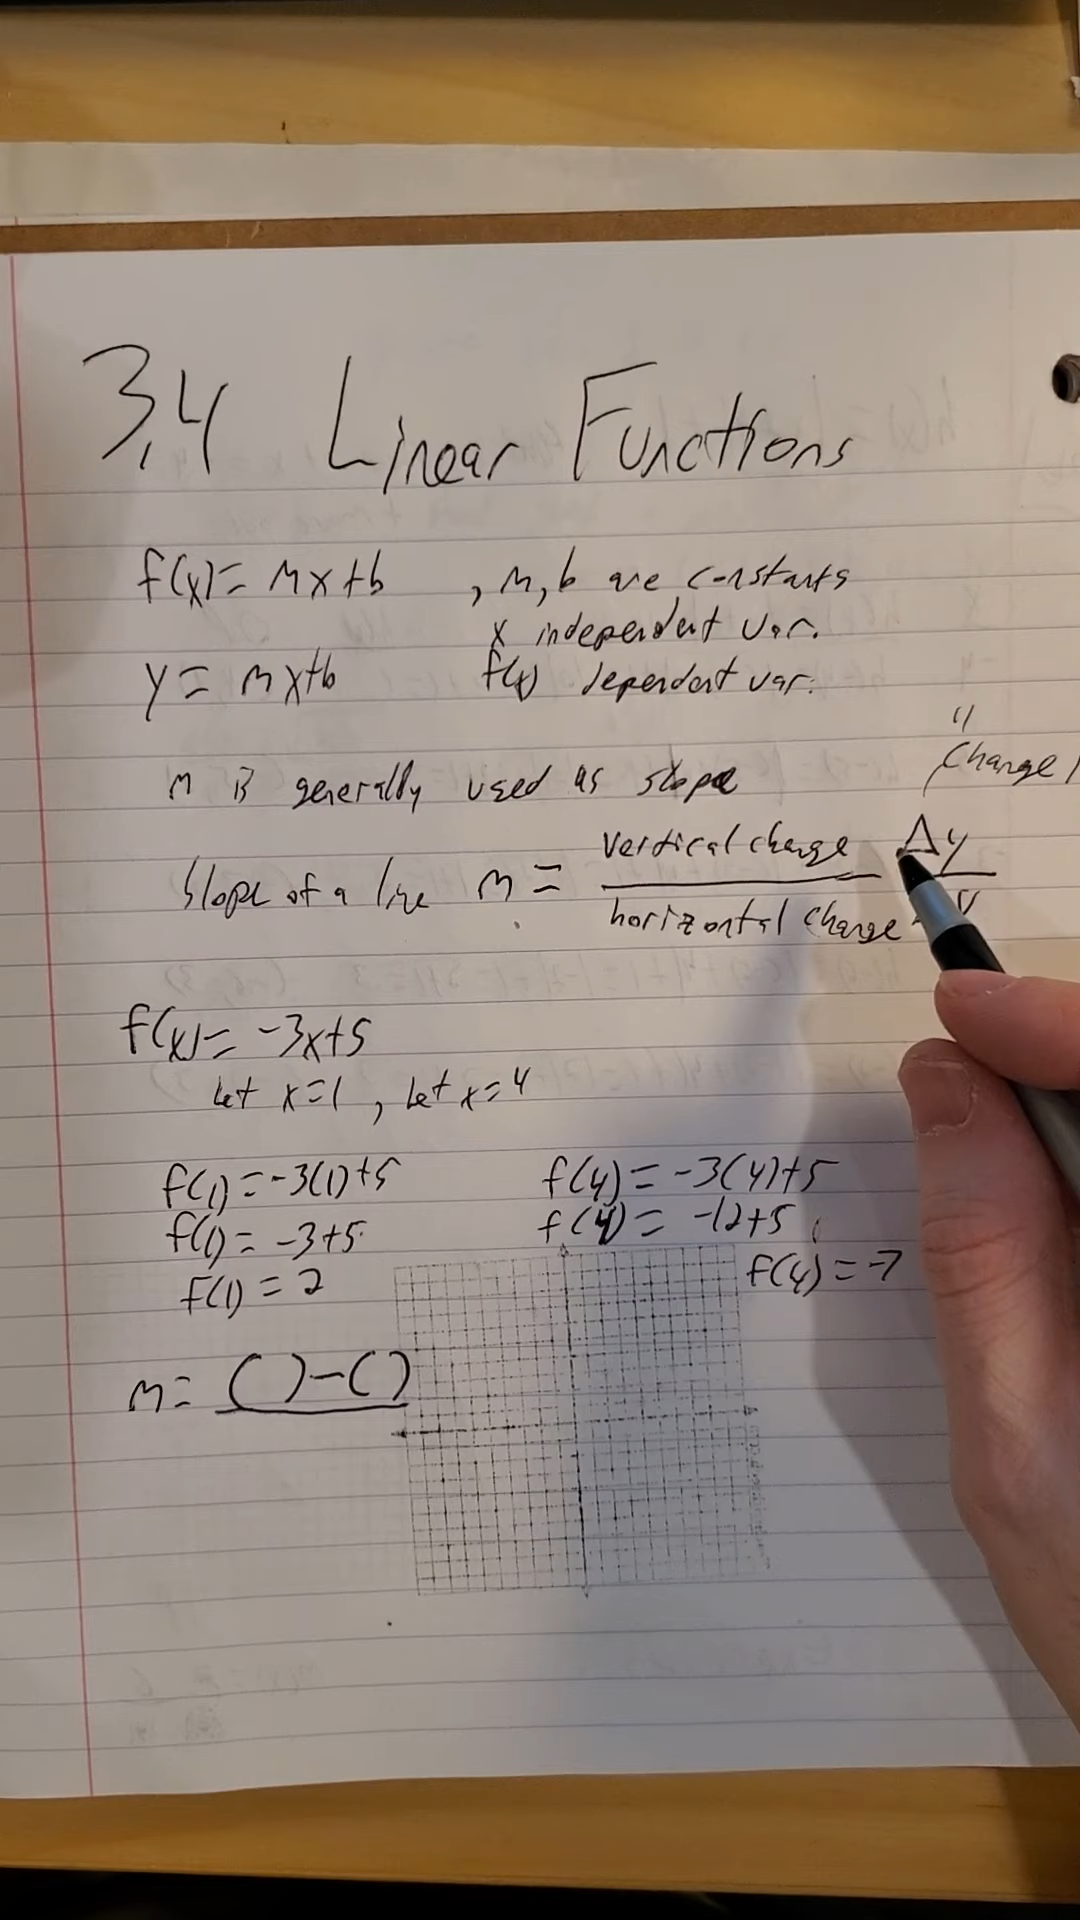 3.4 Linear Functions
f(x) = mx+b , m, b are constants
x independent var.
y = mx+b f(x) dependent var.
"
(change)
m is generally used as slope
vertical change Δy
Slope of a line m =
horizontal change
f(x) = -3x+5
Let x=1, Let x=4
f(1) = -3(1)+5 f(4) = -3(4)+5
f(1) = -3+5 f(4) = -12+5
f(1) = 2 f(4) = -7
m = ( )-( )